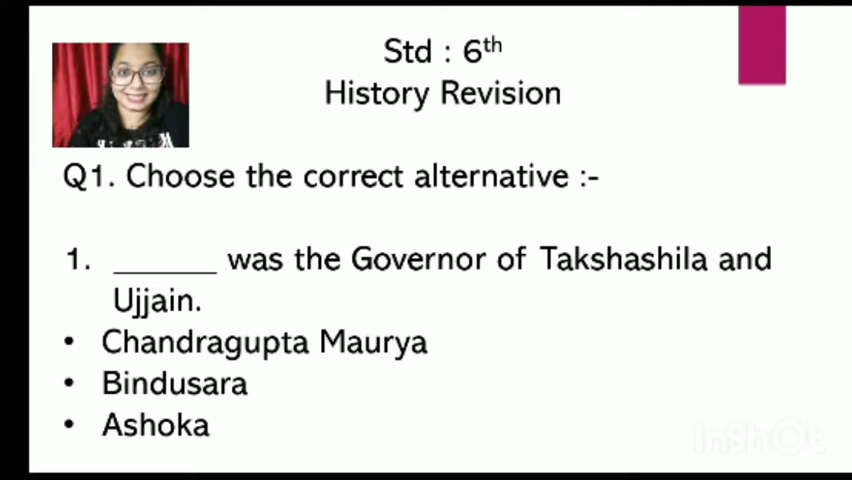 Std : 6th
History Revision
Q1. Choose the correct alternative :-
1. ______ was the Governor of Takshashila and
Ujjain.
• Chandragupta Maurya
• Bindusara
• Ashoka
InShOt